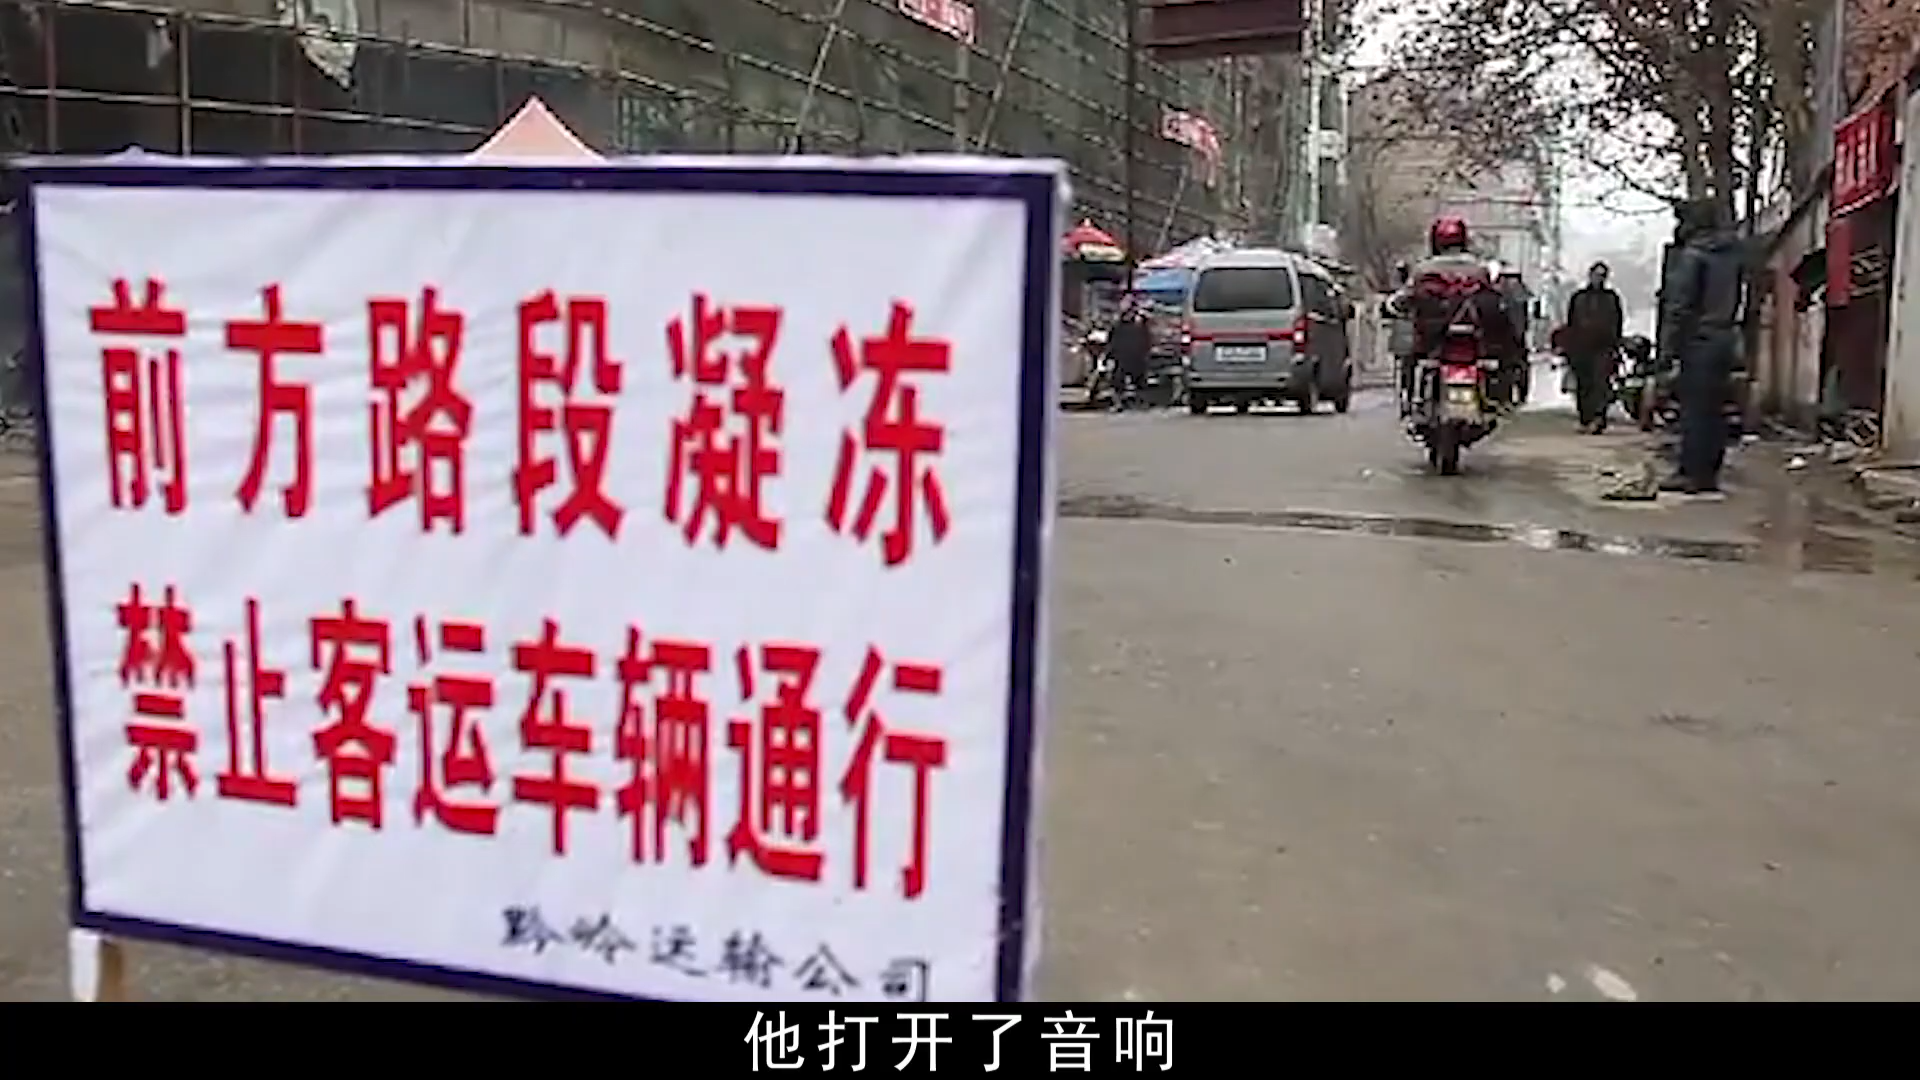 前方路段凝冻
禁止客运车辆通行
黔岭运输公司
他打开了音响